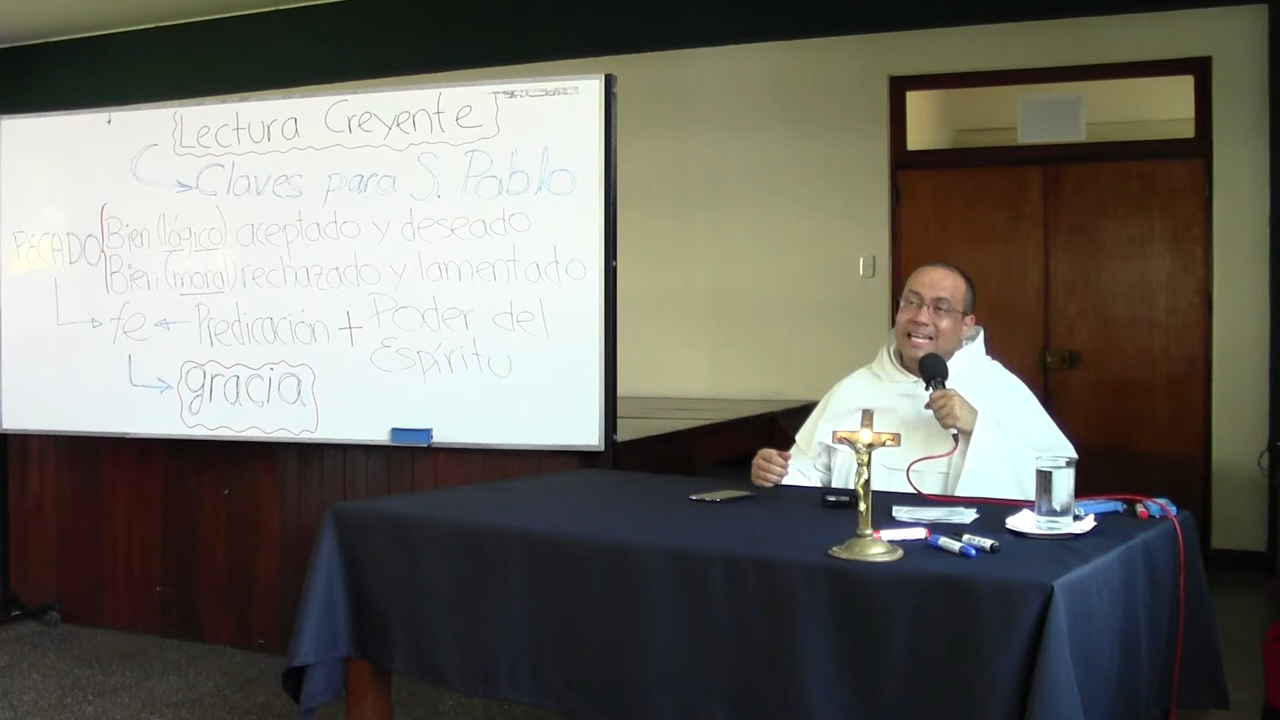 Lectura Creyente
Claves para S. Pablo
PECADO
Bien (lógico) aceptado y deseado
Bien (moral) rechazado y lamentado
fe Predicación + Poder del
Espíritu
gracia